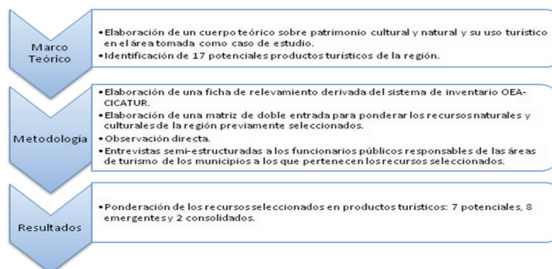 Marco
Teórico
•Elaboración de un cuerpo teórico sobre patrimonio cultural y natural y su uso turístico
en el área tomada como caso de estudio.
•Identificación de 17 potenciales productos turísticos de la región.
Metodología
•Elaboración de una ficha de relevamiento derivada del sistema de inventario OEA-
CICATUR.
•Elaboración de una matriz de doble entrada para ponderar los recursos naturales y
culturales de la región previamente seleccionados.
•Observación directa.
•Entrevistas semi-estructuradas a los funcionarios públicos responsables de las áreas
de turismo de los municipios a los que pertenecen los recursos seleccionados.
Resultados
•Ponderación de los recursos seleccionados en productos turísticos: 7 potenciales, 8
emergentes y 2 consolidados.